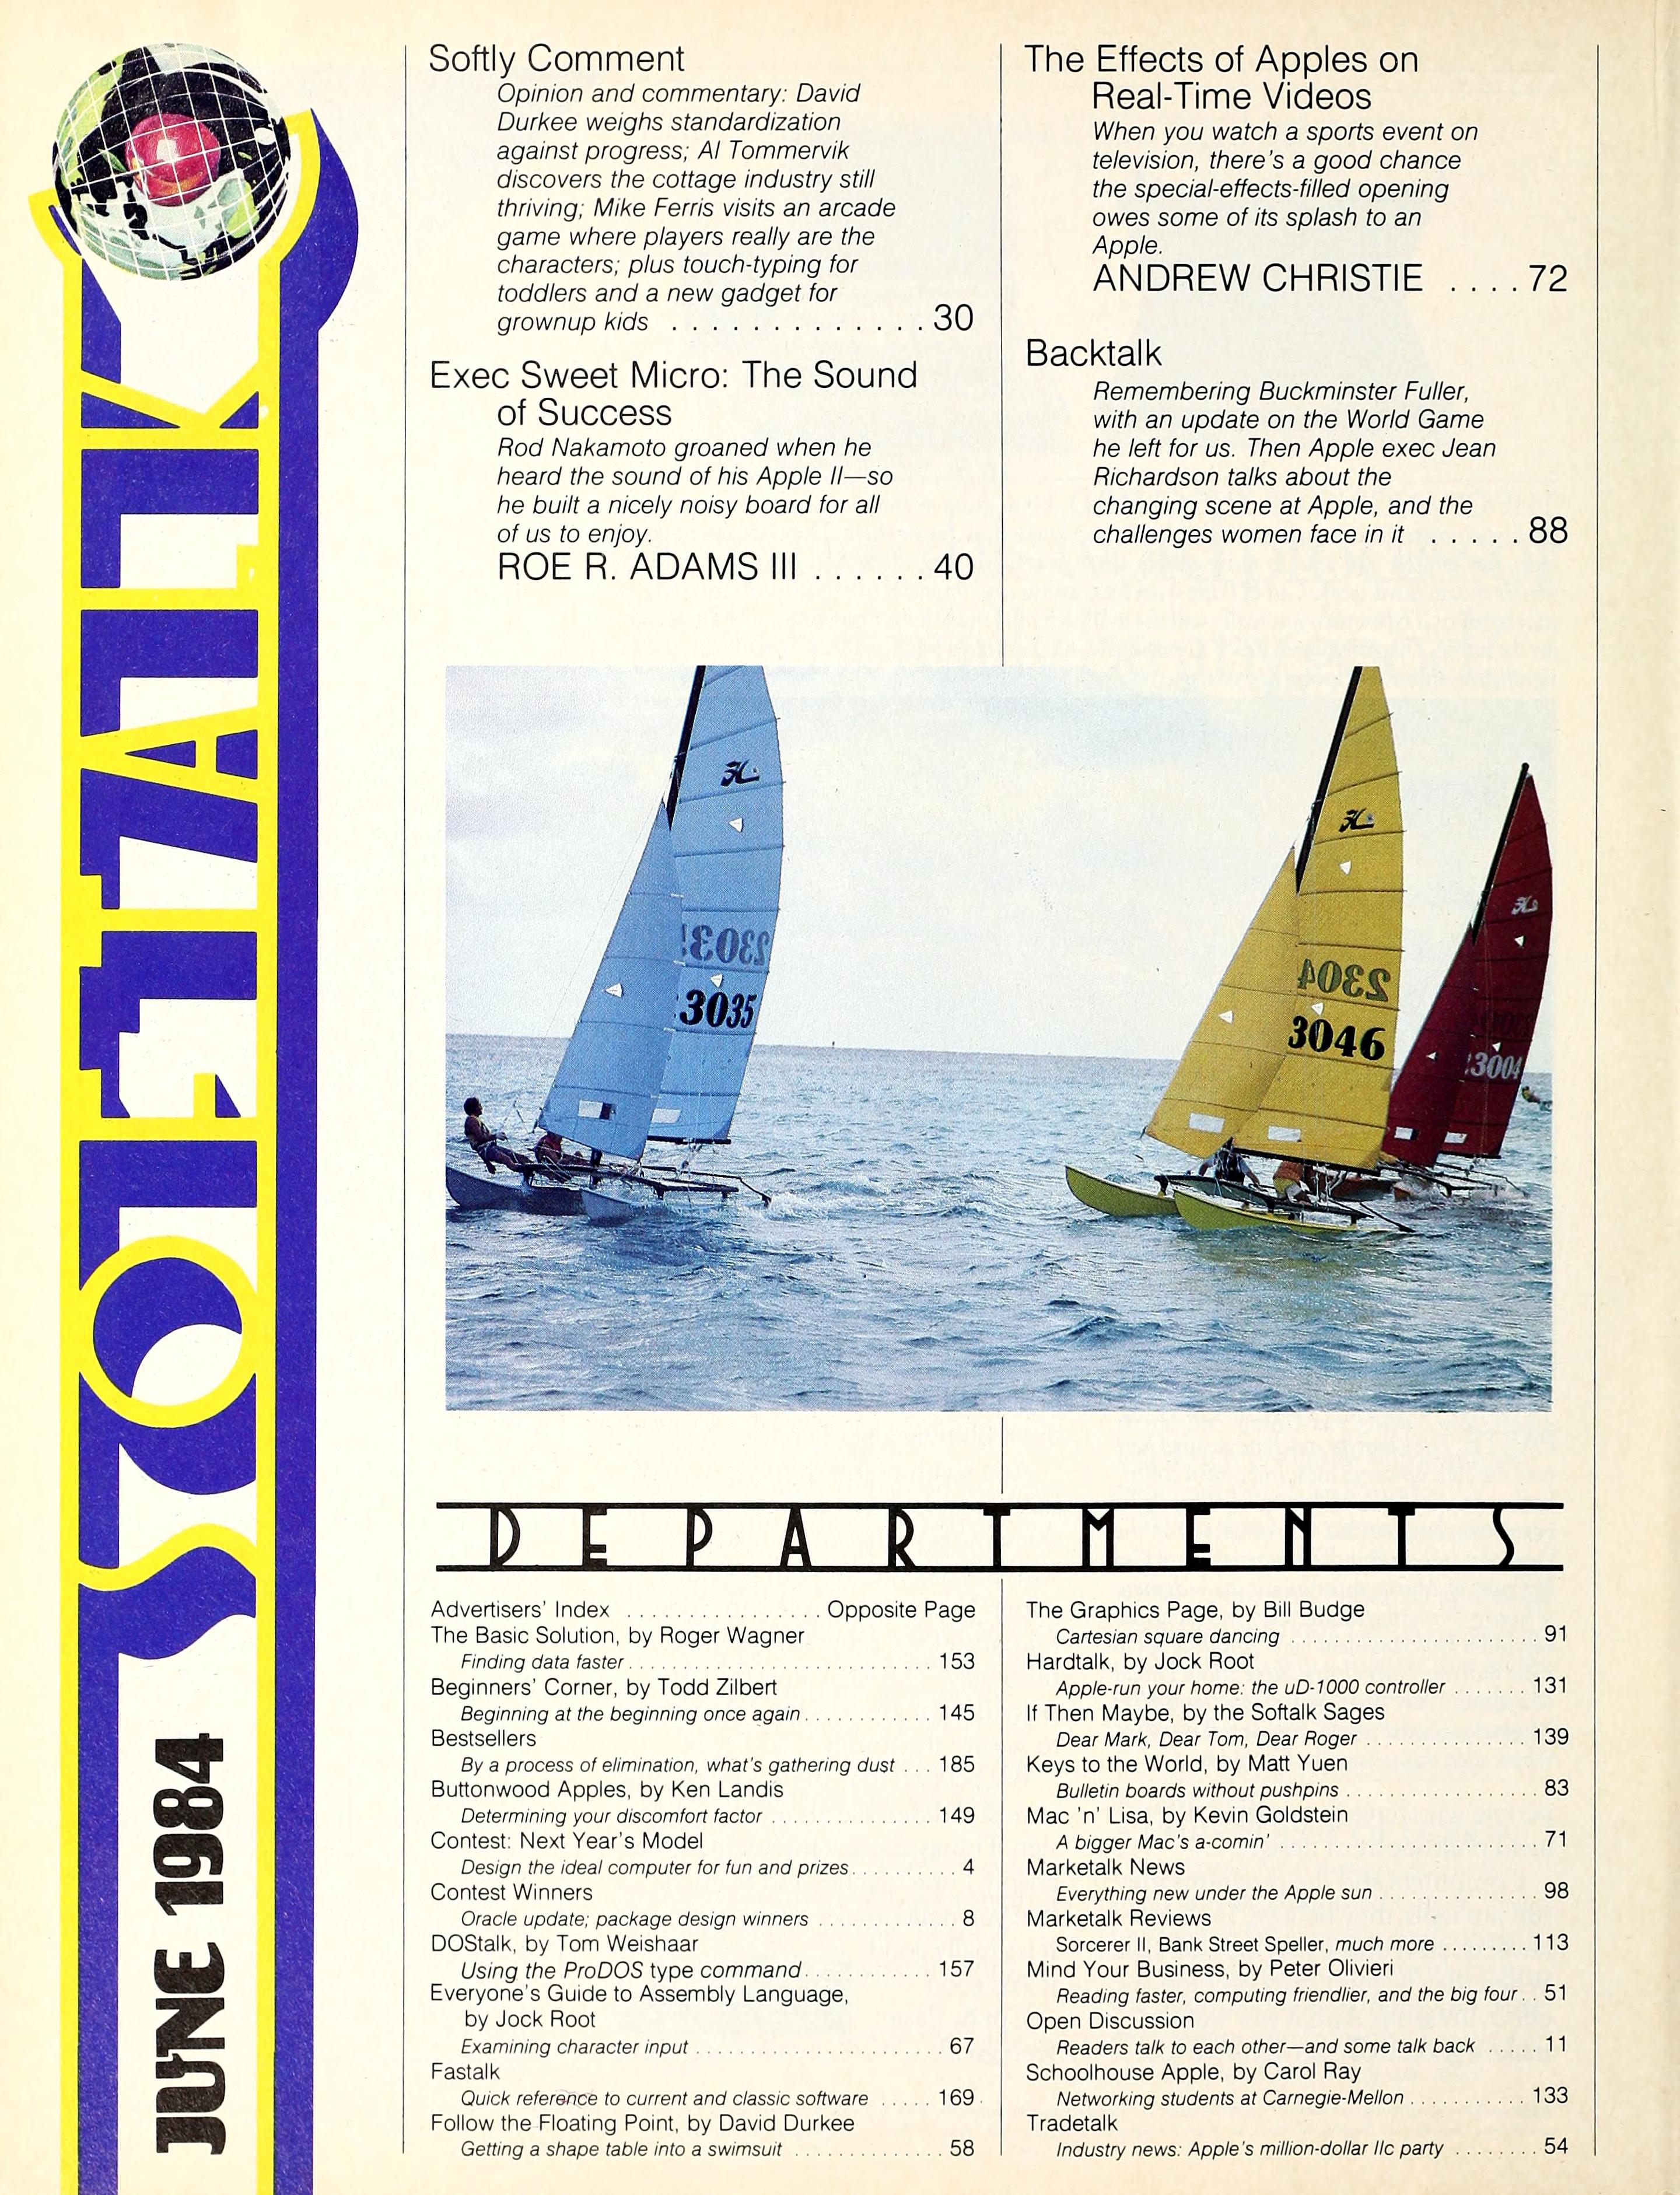 SOFTALK
JUNE 1984
Softly Comment
Opinion and commentary: David
Durkee weighs standardization
against progress; Al Tommervik
discovers the cottage industry still
thriving; Mike Ferris visits an arcade
game where players really are the
characters; plus touch-typing for
toddlers and a new gadget for
grownup kids . . . . . . . . . . . . . 30
Exec Sweet Micro: The Sound
of Success
Rod Nakamoto groaned when he
heard the sound of his Apple II—so
he built a nicely noisy board for all
of us to enjoy.
ROE R. ADAMS III . . . . . . 40
The Effects of Apples on
Real-Time Videos
When you watch a sports event on
television, there's a good chance
the special-effects-filled opening
owes some of its splash to an
Apple.
ANDREW CHRISTIE . . . . 72
Backtalk
Remembering Buckminster Fuller,
with an update on the World Game
he left for us. Then Apple exec Jean
Richardson talks about the
changing scene at Apple, and the
challenges women face in it . . . . . 88
3035
2304
3046
3004
DEPARTMENTS
Advertisers' Index . . . . . . . . . . . . . . . . Opposite Page
The Basic Solution, by Roger Wagner
Finding data faster . . . . . . . . . . . . . . . . . . . . . . . . . . . . . 153
Beginners' Corner, by Todd Zilbert
Beginning at the beginning once again . . . . . . . . . . . . 145
Bestsellers
By a process of elimination, what's gathering dust . . . 185
Buttonwood Apples, by Ken Landis
Determining your discomfort factor . . . . . . . . . . . . . . . 149
Contest: Next Year's Model
Design the ideal computer for fun and prizes . . . . . . . . . . 4
Contest Winners
Oracle update; package design winners . . . . . . . . . . . . . 8
DOStalk, by Tom Weishaar
Using the ProDOS type command . . . . . . . . . . . . 157
Everyone's Guide to Assembly Language,
by Jock Root
Examining character input . . . . . . . . . . . . . . . . . . . . . . . 67
Fastalk
Quick reference to current and classic software . . . . . 169
Follow the Floating Point, by David Durkee
Getting a shape table into a swimsuit . . . . . . . . . . . . . . 58
The Graphics Page, by Bill Budge
Cartesian square dancing . . . . . . . . . . . . . . . . . . . . . . . 91
Hardtalk, by Jock Root
Apple-run your home: the uD-1000 controller . . . . . . . 131
If Then Maybe, by the Softalk Sages
Dear Mark, Dear Tom, Dear Roger . . . . . . . . . . . . . . . 139
Keys to the World, by Matt Yuen
Bulletin boards without pushpins . . . . . . . . . . . . . . . . . . 83
Mac 'n' Lisa, by Kevin Goldstein
A bigger Mac's a-comin' . . . . . . . . . . . . . . . . . . . . . . . . 71
Marketalk News
Everything new under the Apple sun . . . . . . . . . . . . . . . 98
Marketalk Reviews
Sorcerer II, Bank Street Speller, much more . . . . . . . . . 113
Mind Your Business, by Peter Olivieri
Reading faster, computing friendlier, and the big four . . 51
Open Discussion
Readers talk to each other—and some talk back . . . . . 11
Schoolhouse Apple, by Carol Ray
Networking students at Carnegie-Mellon . . . . . . . . . . . 133
Tradetalk
Industry news: Apple's million-dollar IIc party . . . . . . . . 54